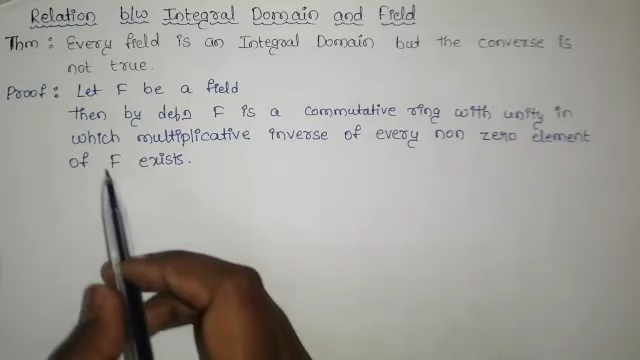 Relation b/w Integral Domain and Field
Thm: Every field is an Integral Domain but the converse is
not true.
Proof: Let F be a field
then by defn F is a commutative ring with unity in
which multiplicative inverse of every non zero element
of F exists.